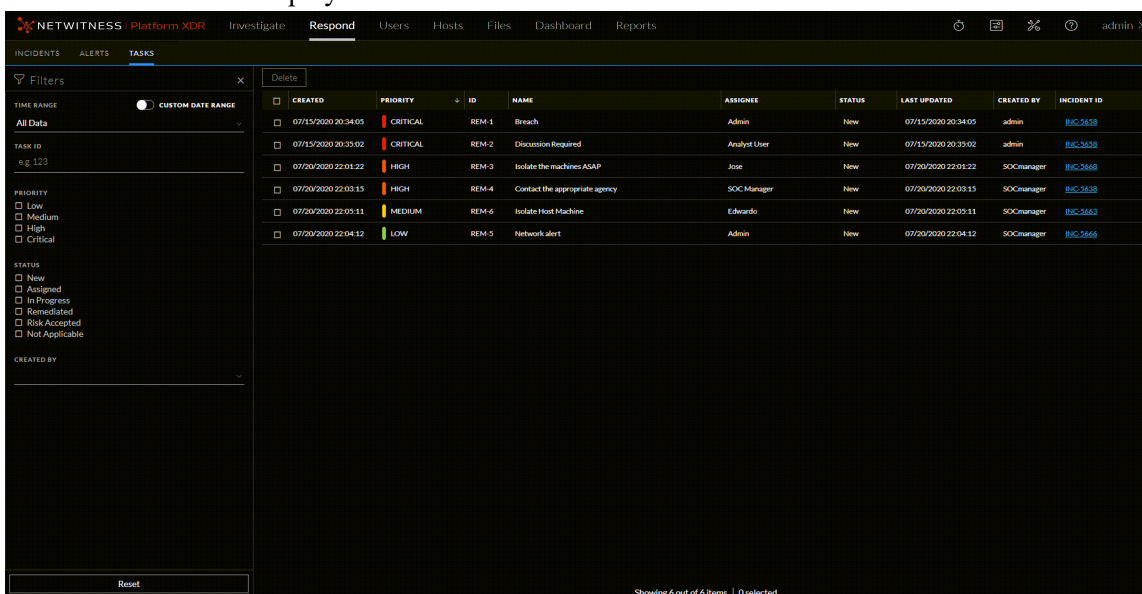 NETWITNESS Platform XDR Investigate Respond Users Hosts Files Dashboard Reports admin
INCIDENTS ALERTS TASKS
Filters
TIME RANGE CUSTOM DATE RANGE
All Data
TASK ID
e.g. 123
PRIORITY
Low
Medium
High
Critical
STATUS
New
Assigned
In Progress
Remediated
Risk Accepted
Not Applicable
CREATED BY
Reset
Delete
CREATED PRIORITY ID NAME ASSIGNEE STATUS LAST UPDATED CREATED BY INCIDENT ID
07/15/2020 20:34:05 CRITICAL REM-1 Breach Admin New 07/15/2020 20:34:05 admin INC-5658
07/15/2020 20:35:02 CRITICAL REM-2 Discussion Required Analyst User New 07/15/2020 20:35:02 admin INC-5658
07/20/2020 22:01:22 HIGH REM-3 Isolate the machines ASAP Jose New 07/20/2020 22:01:22 SOCmanager INC-5668
07/20/2020 22:03:15 HIGH REM-4 Contact the appropriate agency SOC Manager New 07/20/2020 22:03:15 SOCmanager INC-5638
07/20/2020 22:05:11 MEDIUM REM-6 Isolate Host Machine Edwardo New 07/20/2020 22:05:11 SOCmanager INC-5663
07/20/2020 22:04:12 LOW REM-5 Network alert Admin New 07/20/2020 22:04:12 SOCmanager INC-5666
Showing 6 out of 6 items | 0 selected